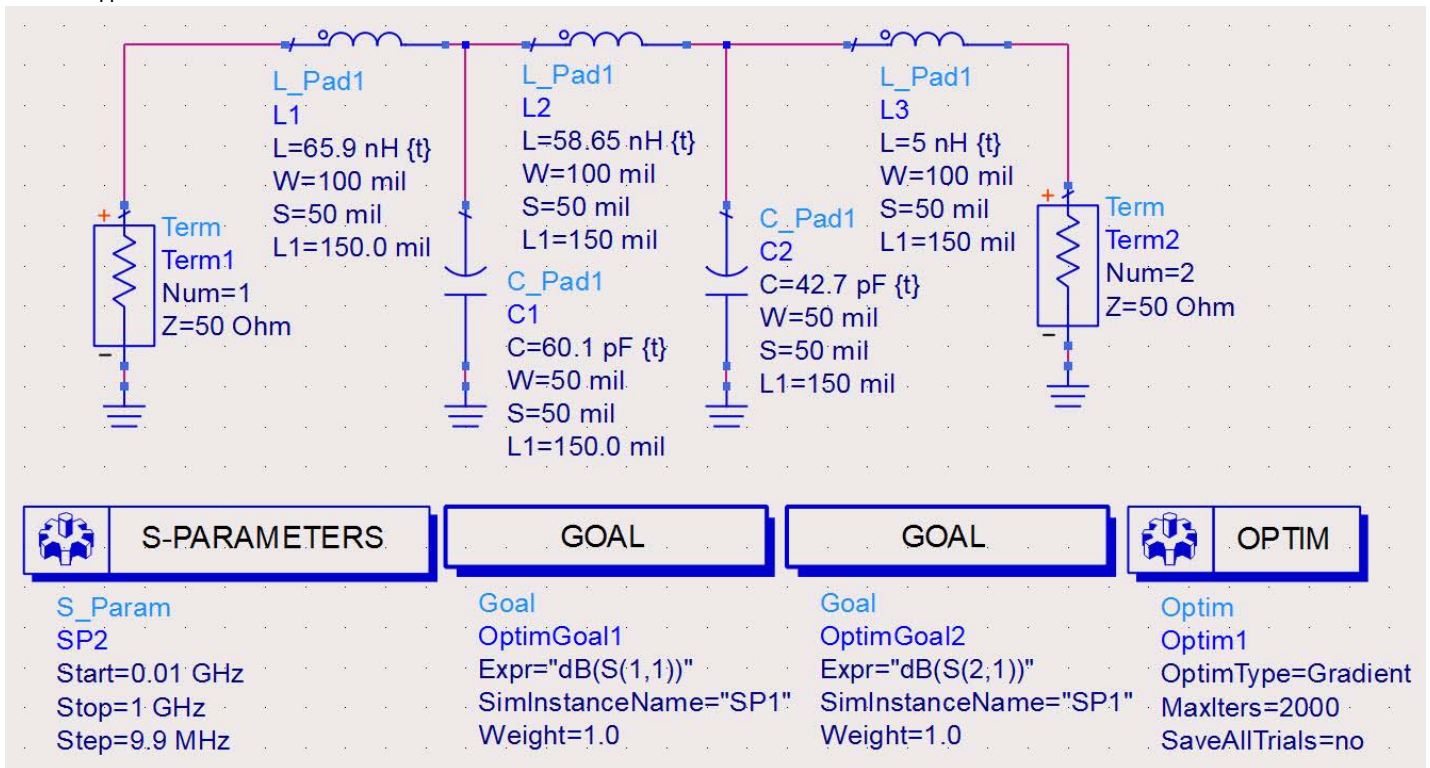 L_Pad1
L1
L=65.9 nH {t}
W=100 mil
S=50 mil
L1=150.0 mil
L_Pad1
L2
L=58.65 nH {t}
W=100 mil
S=50 mil
L1=150 mil
L_Pad1
L3
L=5 nH {t}
W=100 mil
S=50 mil
L1=150 mil
+
Term
Term1
Num=1
Z=50 Ohm
−
C_Pad1
C1
C=60.1 pF {t}
W=50 mil
S=50 mil
L1=150.0 mil
C_Pad1
C2
C=42.7 pF {t}
W=50 mil
S=50 mil
L1=150 mil
+
Term
Term2
Num=2
Z=50 Ohm
−
S-PARAMETERS
S_Param
SP2
Start=0.01 GHz
Stop=1 GHz
Step=9.9 MHz
GOAL
Goal
OptimGoal1
Expr="dB(S(1,1))"
SimInstanceName="SP1"
Weight=1.0
GOAL
Goal
OptimGoal2
Expr="dB(S(2,1))"
SimInstanceName="SP1"
Weight=1.0
OPTIM
Optim
Optim1
OptimType=Gradient
MaxIters=2000
SaveAllTrials=no